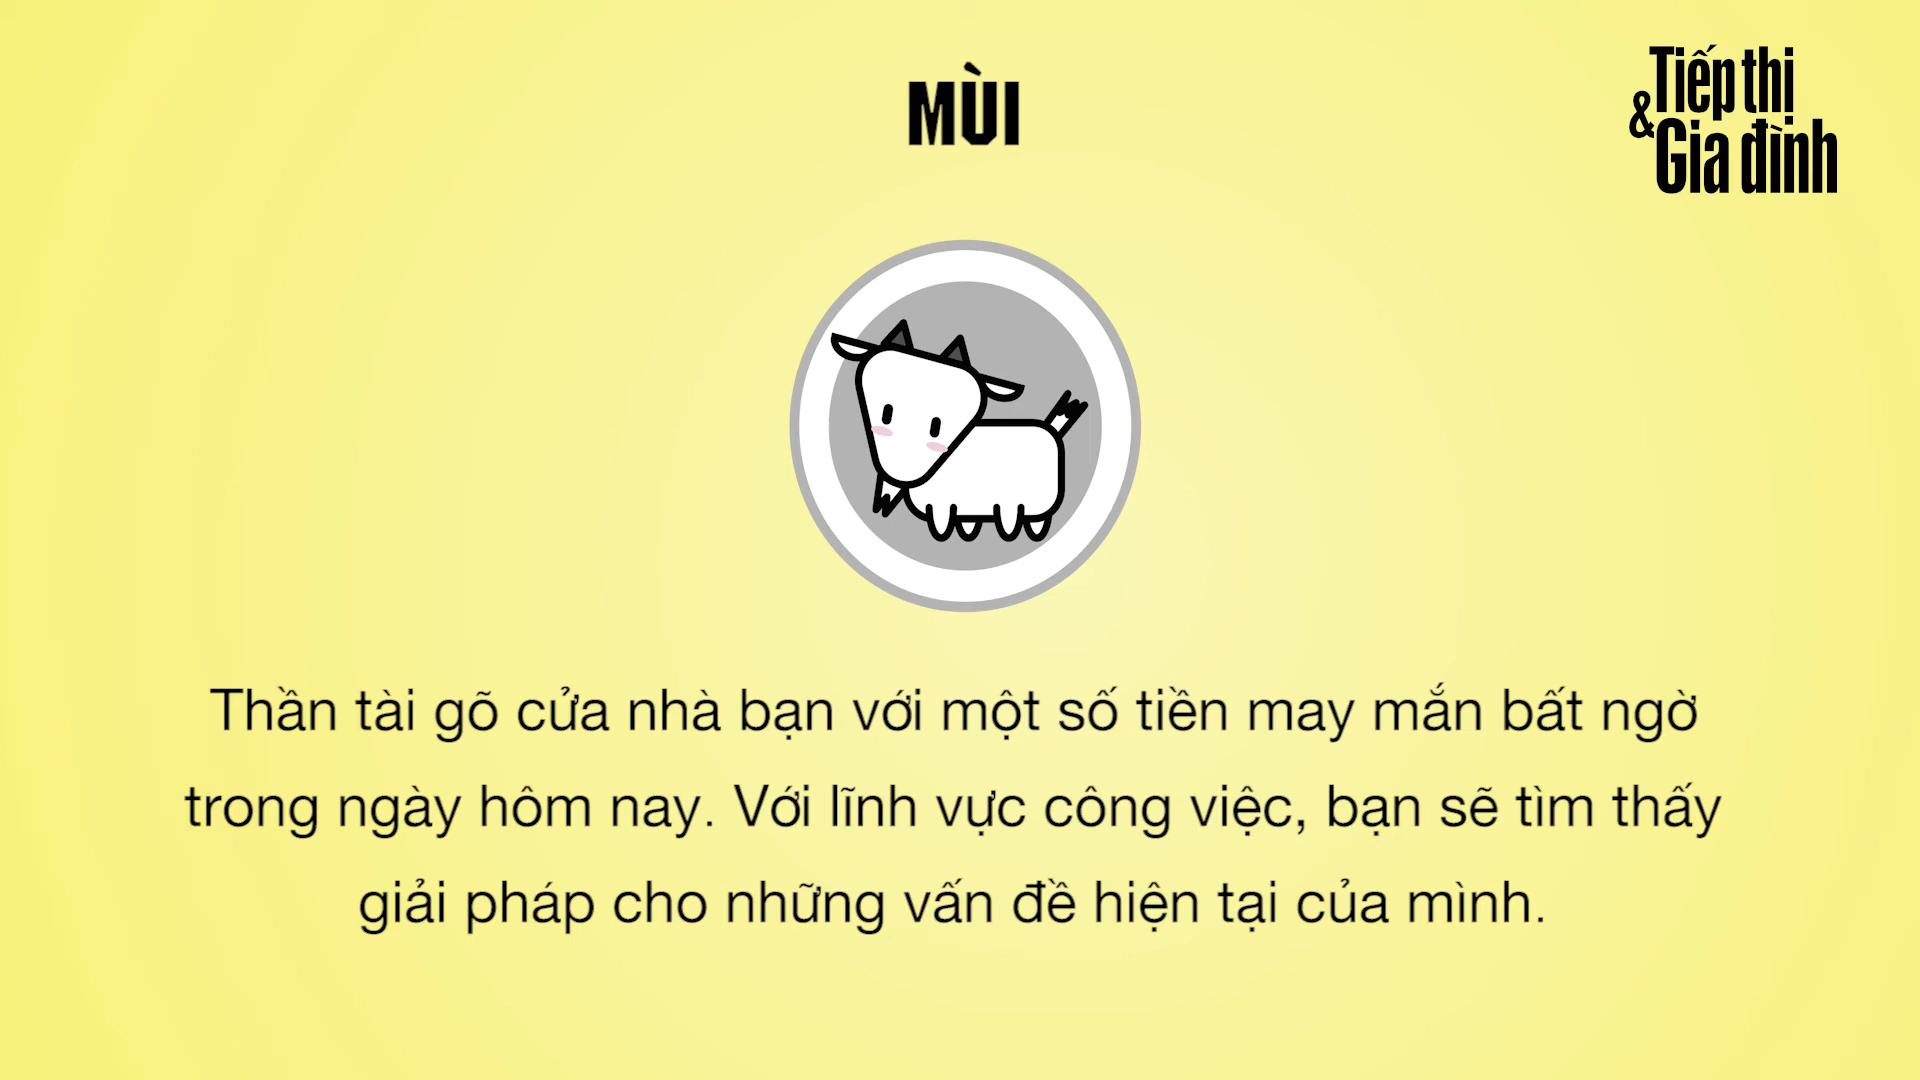 MÙI
Tiếp thị
& Gia đình
Thần tài gõ cửa nhà bạn với một số tiền may mắn bất ngờ
trong ngày hôm nay. Với lĩnh vực công việc, bạn sẽ tìm thấy
giải pháp cho những vấn đề hiện tại của mình.